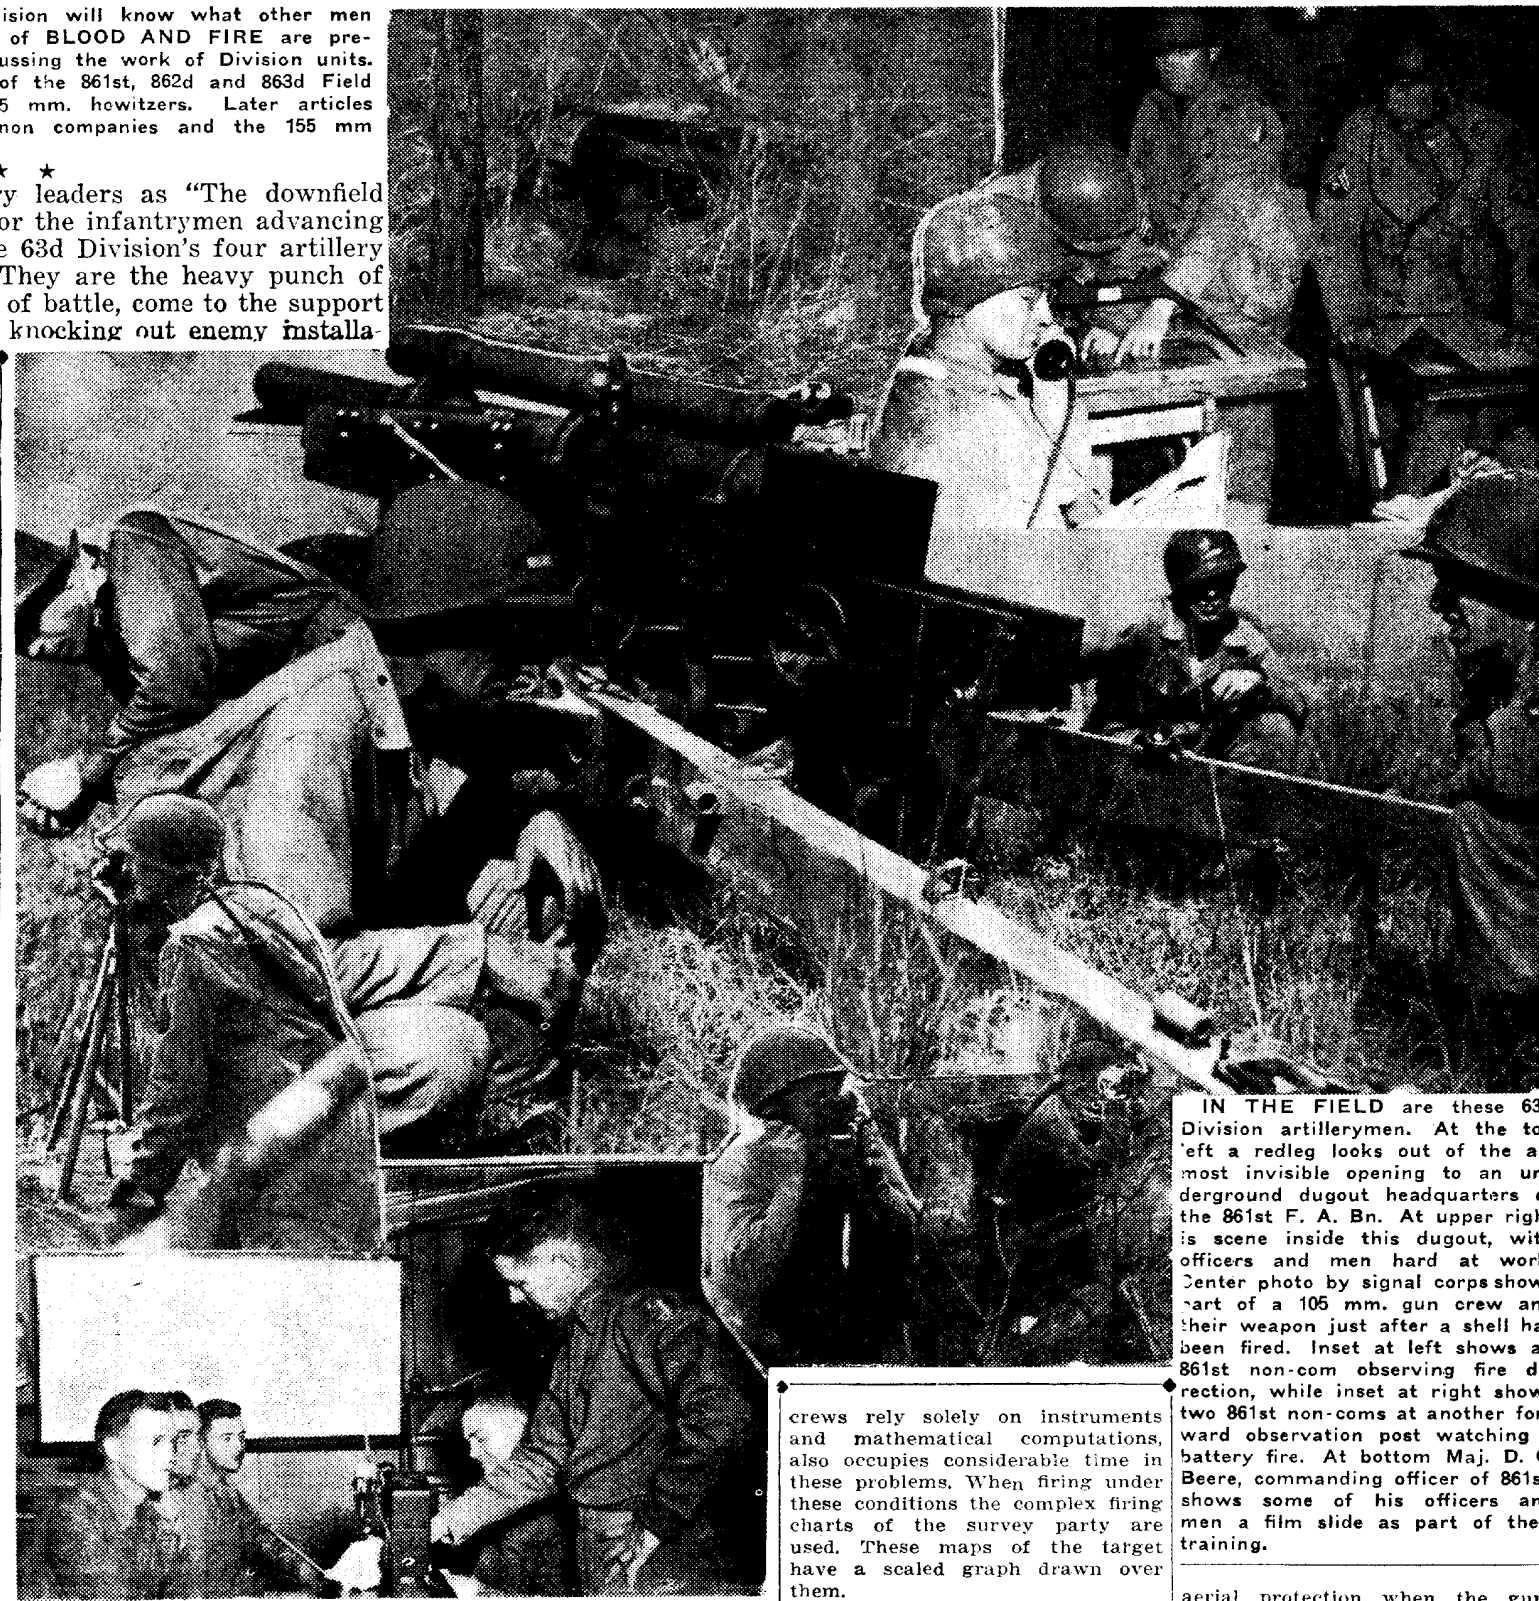 ision will know what other men
of BLOOD AND FIRE are pre-
ussing the work of Division units.
of the 861st, 862d and 863d Field
5 mm. howitzers. Later articles
non companies and the 155 mm
★ ★
ry leaders as “The downfield
or the infantrymen advancing
e 63d Division's four artillery
They are the heavy punch of
of battle, come to the support
knocking out enemy installa-
IN THE FIELD are these 63
Division artillerymen. At the to
eft a redleg looks out of the a
most invisible opening to an un
derground dugout headquarters o
the 861st F. A. Bn. At upper righ
is scene inside this dugout, wit
officers and men hard at wor
Center photo by signal corps show
art of a 105 mm. gun crew an
their weapon just after a shell ha
been fired. Inset at left shows a
861st non-com observing fire d
rection, while inset at right show
two 861st non-coms at another for
ward observation post watching
battery fire. At bottom Maj. D. C
Beere, commanding officer of 861s
shows some of his officers an
men a film slide as part of the
training.
crews rely solely on instruments
and mathematical computations,
also occupies considerable time in
these problems. When firing under
these conditions the complex firing
charts of the survey party are
used. These maps of the target
have a scaled graph drawn over
them.
aerial protection when the gun